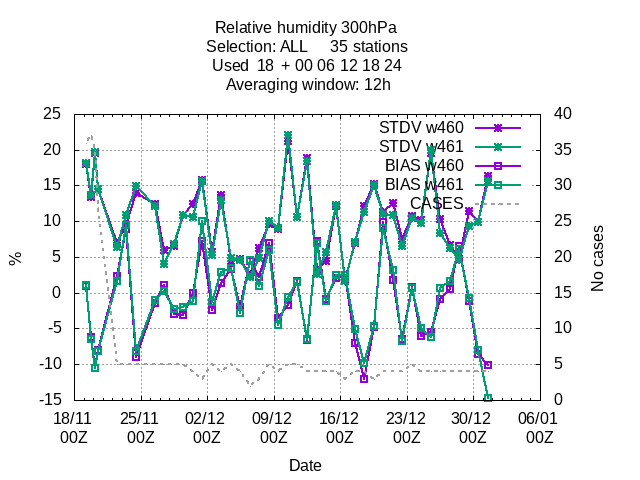 Relative humidity 300hPa
Selection: ALL 35 stations
Used 18 + 00 06 12 18 24
Averaging window: 12h
25 40
STDV w460
STDV w461
20 35
BIAS w460
BIAS w461
15 30
CASES
10 25
% 5 20 No cases
0 15
-5 10
-10 5
-15 0
18/11 25/11 02/12 09/12 16/12 23/12 30/12 06/01
00Z 00Z 00Z 00Z 00Z 00Z 00Z 00Z
Date